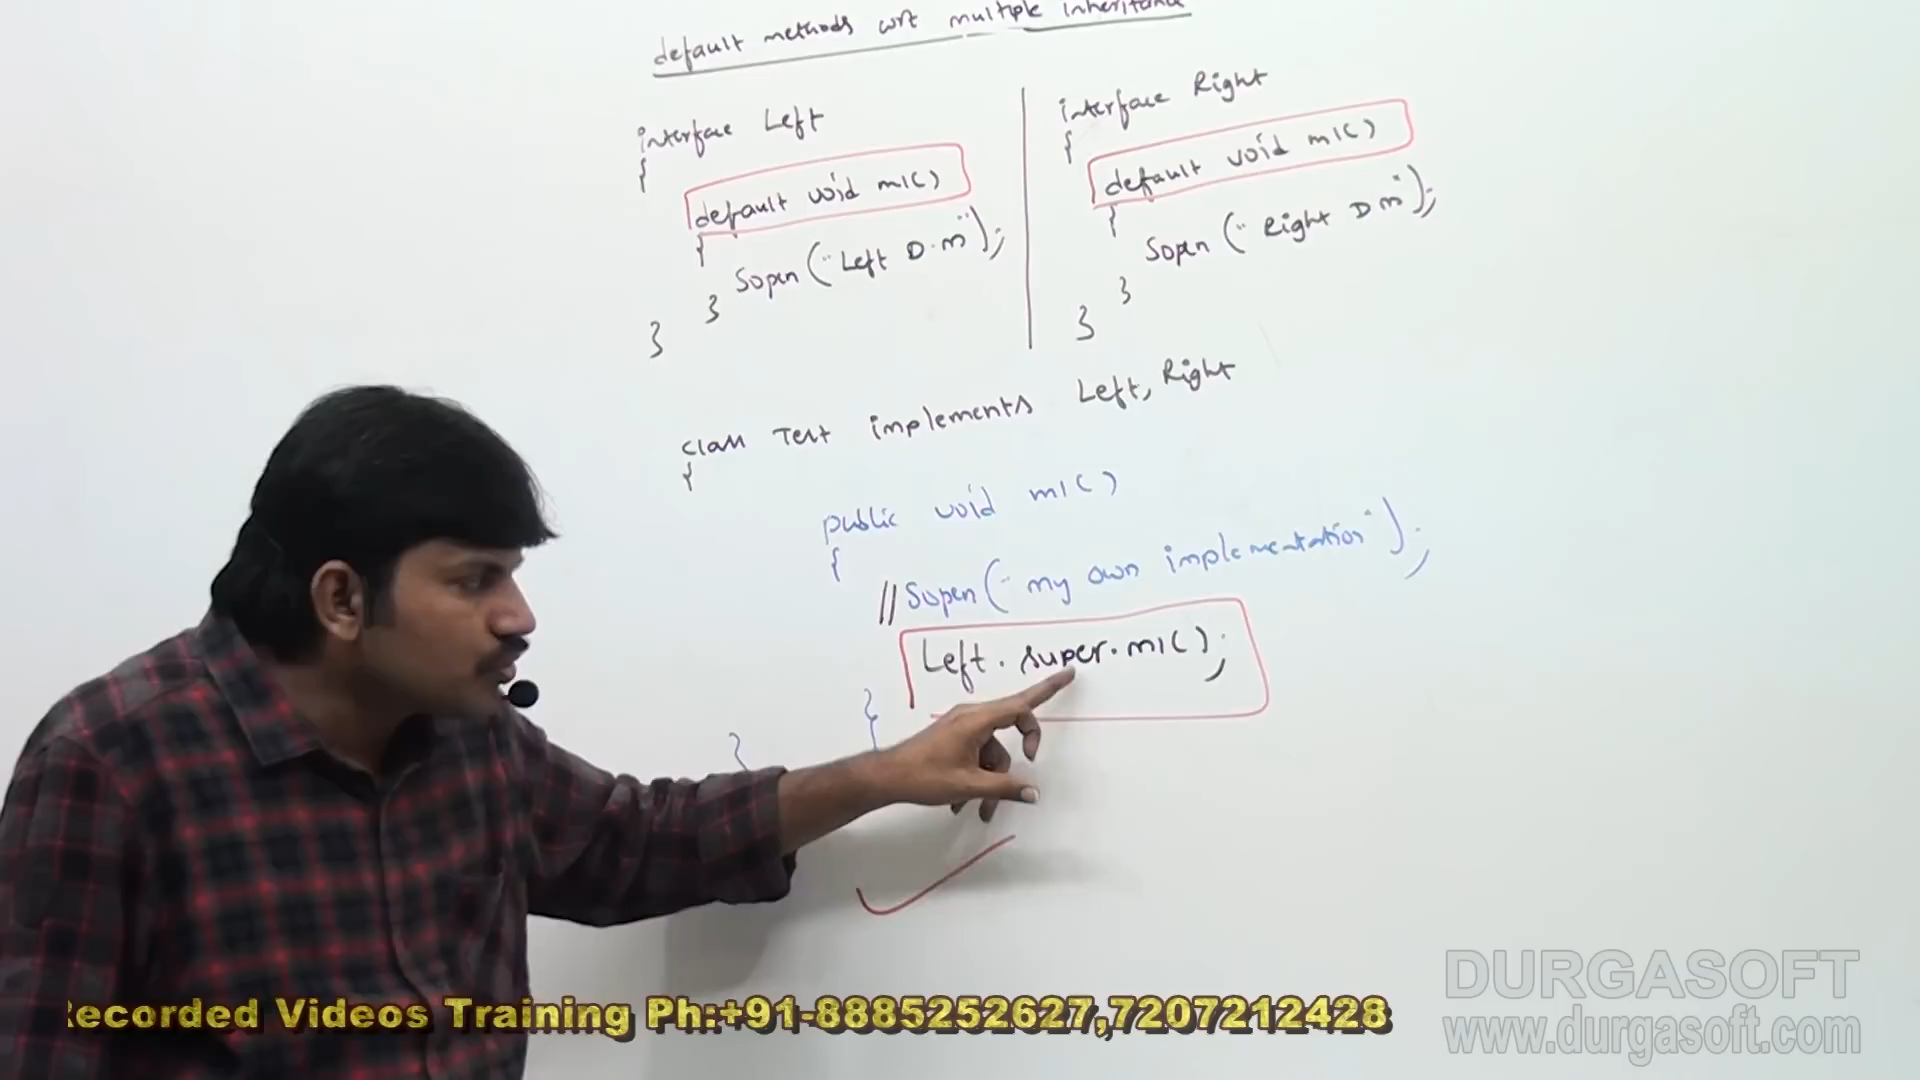 default methods wrt multiple inheritance
interface Left
{
default void m1()
{
Sopln("Left D.M");
}
}
interface Right
{
default void m1()
{
Sopln("Right DM");
}
}
class Test implements Left, Right
{
public void m1()
{
//Sopln("my own implementation");
Left.super.m1();
}
}
Recorded Videos Training Ph:+91-8885252627,7207212428
DURGASOFT
www.durgasoft.com